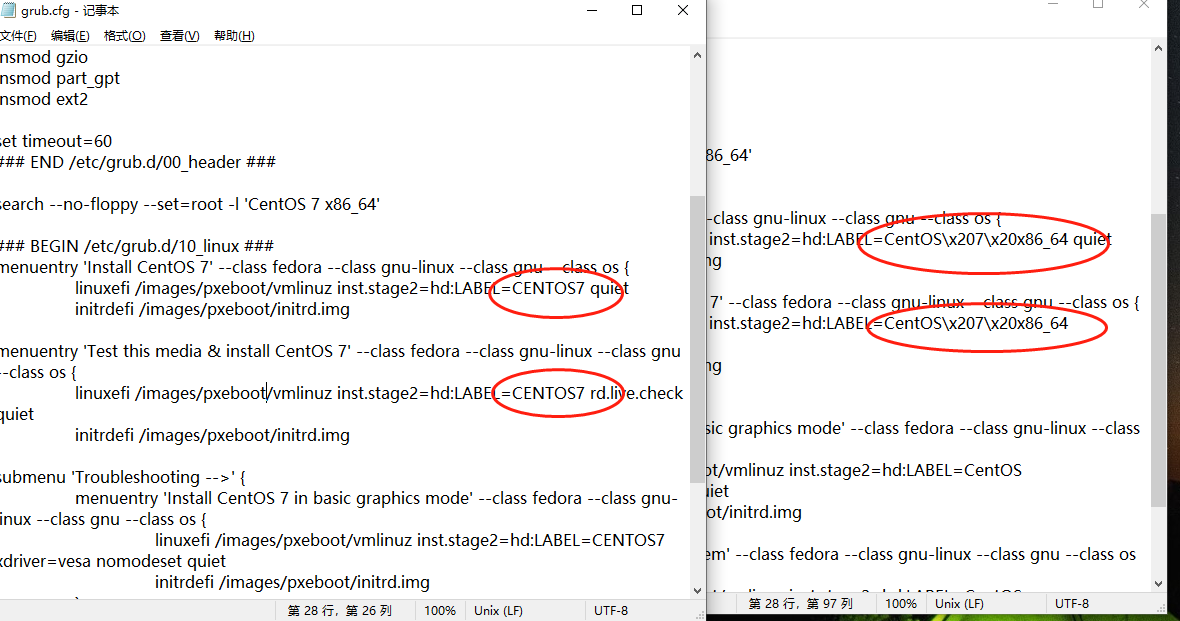 grub.cfg - 记事本
文件(F) 编辑(E) 格式(O) 查看(V) 帮助(H)
nsmod gzio
nsmod part_gpt
nsmod ext2
set timeout=60
### END /etc/grub.d/00_header ###
search --no-floppy --set=root -l 'CentOS 7 x86_64'
### BEGIN /etc/grub.d/10_linux ###
menuentry 'Install CentOS 7' --class fedora --class gnu-linux --class gnu --class os {
linuxefi /images/pxeboot/vmlinuz inst.stage2=hd:LABEL=CENTOS7 quiet
initrdefi /images/pxeboot/initrd.img
menuentry 'Test this media & install CentOS 7' --class fedora --class gnu-linux --class gnu
--class os {
linuxefi /images/pxeboot/vmlinuz inst.stage2=hd:LABEL=CENTOS7 rd.live.check
quiet
initrdefi /images/pxeboot/initrd.img
submenu 'Troubleshooting -->' {
menuentry 'Install CentOS 7 in basic graphics mode' --class fedora --class gnu-
linux --class gnu --class os {
linuxefi /images/pxeboot/vmlinuz inst.stage2=hd:LABEL=CENTOS7
xdriver=vesa nomodeset quiet
initrdefi /images/pxeboot/initrd.img
第 28 行，第 26 列 100% Unix (LF) UTF-8
86_64'
-class gnu-linux --class gnu --class os {
inst.stage2=hd:LABEL=CentOS\x207\x20x86_64 quiet
ng
7' --class fedora --class gnu-linux --class gnu --class os {
inst.stage2=hd:LABEL=CentOS\x207\x20x86_64
ng
sic graphics mode' --class fedora --class gnu-linux --class
ot/vmlinuz inst.stage2=hd:LABEL=CentOS
uiet
ot/initrd.img
em' --class fedora --class gnu-linux --class gnu --class os
第 28 行，第 97 列 100% Unix (LF) UTF-8